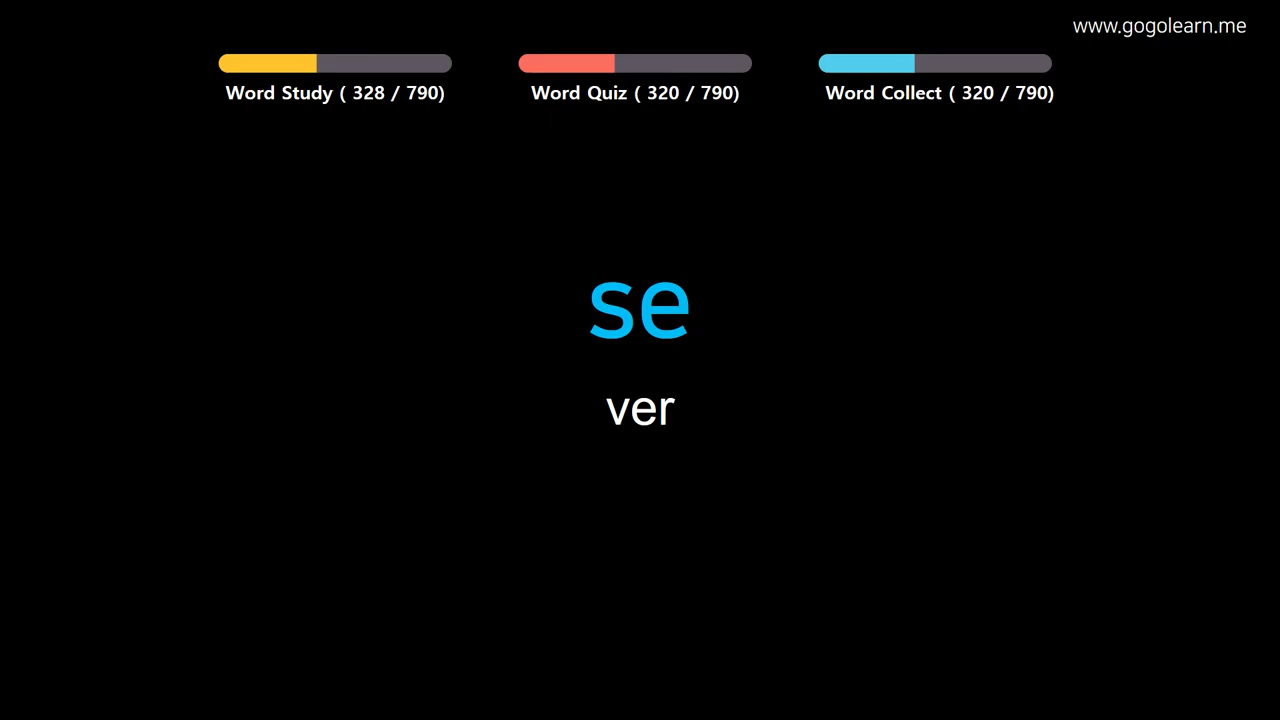 www.gogolearn.me
Word Study ( 328 / 790)
Word Quiz ( 320 / 790)
Word Collect ( 320 / 790)
se
ver